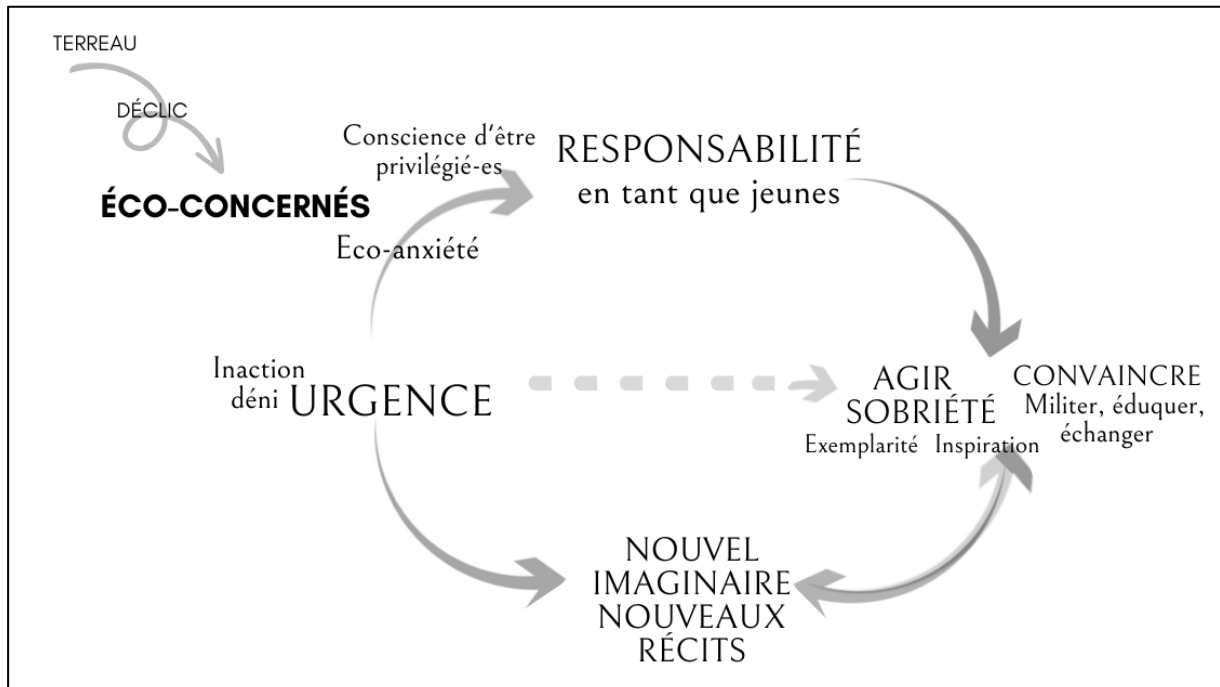 TERREAU
DÉCLIC
ÉCO-CONCERNÉS
Conscience d'être
privilégié-es
Eco-anxiété
RESPONSABILITÉ
en tant que jeunes
Inaction
déni
URGENCE
AGIR
SOBRIÉTÉ
Exemplarité Inspiration
CONVAINCRE
Militer, éduquer,
échanger
NOUVEL
IMAGINAIRE
NOUVEAUX
RÉCITS